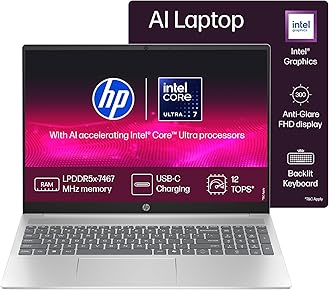 AI Laptop
intel
graphics
Intel®
Graphics
300
Anti-Glare
FHD display
Backlit
Keyboard
*T&C Apply
hp
intel
CORE
ULTRA 7
With AI accelerating Intel® Core™ Ultra processors
RAM
LPDDR5x-7467
MHz memory
USB-C
Charging
12
TOPS*
hp